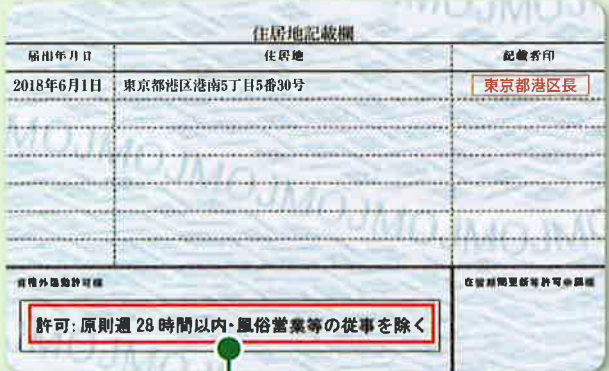 住居地記載欄
届出年月日 住居地 記載者印
2018年6月1日 東京都港区港南5丁目5番30号 東京都港区長
資格外活動許可欄 在留期間更新等許可申請欄
許可:原則週28時間以内・風俗営業等の従事を除く